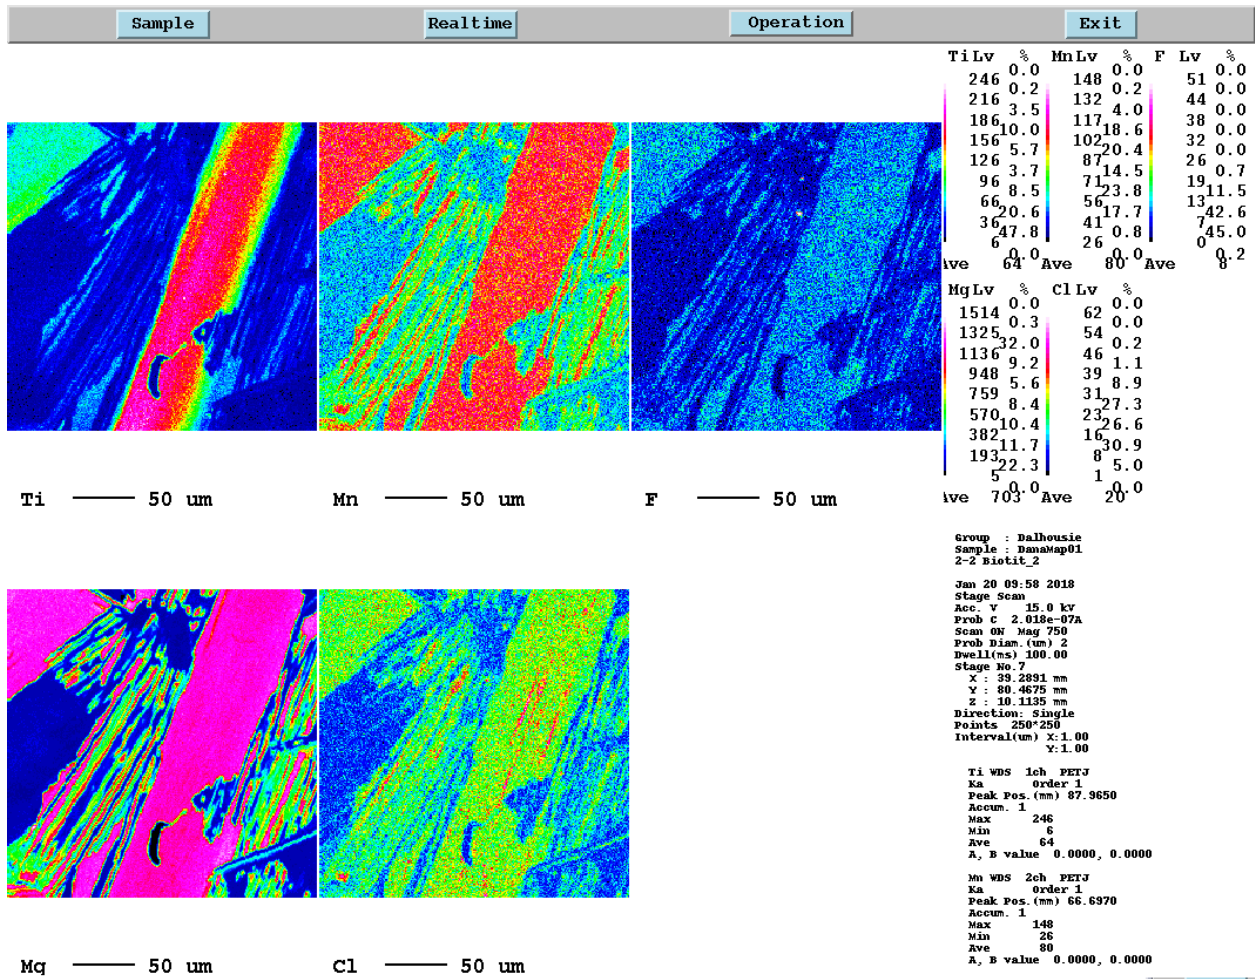 Sample Realtime Operation Exit
Ti Lv % Mn Lv % F Lv %
0.0 0.0 0.0
246 148 51
0.2 0.2 0.0
216 132 44
3.5 4.0 0.0
186 117 38
10.0 18.6 0.0
156 102 32
5.7 20.4 0.0
126 87 26
3.7 14.5 0.7
96 71 19
8.5 23.8 11.5
66 56 13
20.6 17.7 42.6
36 41 7
47.8 0.8 45.0
6 26 0
0.0 0.0 0.2
Ave 64 Ave 80 Ave 8
Mg Lv % Cl Lv %
0.0 0.0
1514 62
0.3 0.0
1325 54
32.0 0.2
1136 46
9.2 1.1
948 39
5.6 8.9
759 31
8.4 27.3
570 23
10.4 26.6
382 16
11.7 30.9
193 8
22.3 5.0
5 1
0.0 0.0
Ave 703 Ave 20
Ti 50 um Mn 50 um F 50 um
Mg 50 um Cl 50 um
Group : Dalhousie
Sample : DanaMap01
2-2 Biotit_2
Jan 20 09:58 2018
Stage Scan
Acc. V 15.0 kV
Prob C 2.018e-07A
Scan ON Mag 750
Prob Diam.(um) 2
Dwell(ms) 100.00
Stage No.7
X : 39.2891 mm
Y : 80.4675 mm
Z : 10.1135 mm
Direction: Single
Points 250*250
Interval(um) X:1.00
Y:1.00
Ti WDS 1ch PETJ
Ka Order 1
Peak Pos.(mm) 87.9650
Accum. 1
Max 246
Min 6
Ave 64
A, B value 0.0000, 0.0000
Mn WDS 2ch PETJ
Ka Order 1
Peak Pos.(mm) 66.6970
Accum. 1
Max 148
Min 26
Ave 80
A, B value 0.0000, 0.0000